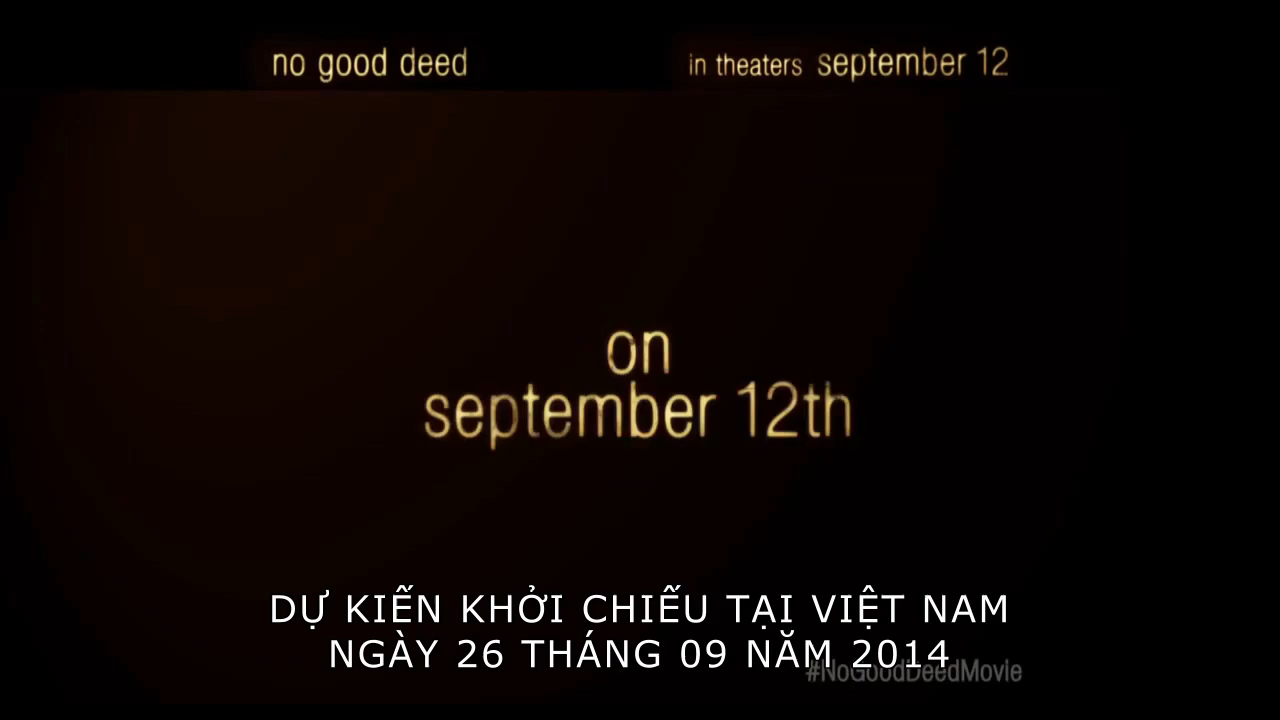 no good deed
in theaters september 12
on
september 12th
DỰ KIẾN KHỞI CHIẾU TẠI VIỆT NAM
NGÀY 26 THÁNG 09 NĂM 2014
#NoGoodDeedMovie